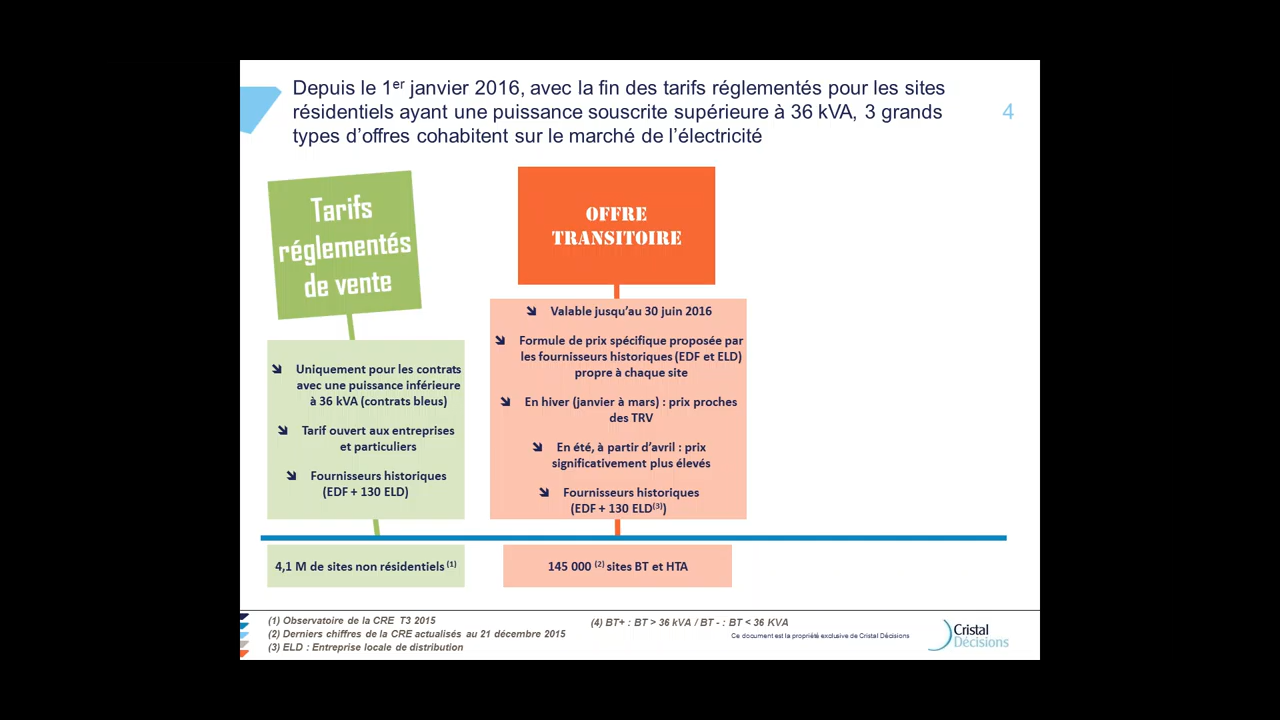 Depuis le 1er janvier 2016, avec la fin des tarifs réglementés pour les sites
résidentiels ayant une puissance souscrite supérieure à 36 kVA, 3 grands
types d'offres cohabitent sur le marché de l'électricité
4
Tarifs
réglementés
de vente
Uniquement pour les contrats
avec une puissance inférieure
à 36 kVA (contrats bleus)
Tarif ouvert aux entreprises
et particuliers
Fournisseurs historiques
(EDF + 130 ELD)
4,1 M de sites non résidentiels (1)
OFFRE
TRANSITOIRE
Valable jusqu'au 30 juin 2016
Formule de prix spécifique proposée par
les fournisseurs historiques (EDF et ELD)
propre à chaque site
En hiver (janvier à mars) : prix proches
des TRV
En été, à partir d'avril : prix
significativement plus élevés
Fournisseurs historiques
(EDF + 130 ELD(3))
145 000 (2) sites BT et HTA
(1) Observatoire de la CRE T3 2015
(2) Derniers chiffres de la CRE actualisés au 21 décembre 2015
(3) ELD : Entreprise locale de distribution
(4) BT+ : BT > 36 kVA / BT - : BT < 36 KVA
Ce document est la propriété exclusive de Cristal Décisions
Cristal
Décisions